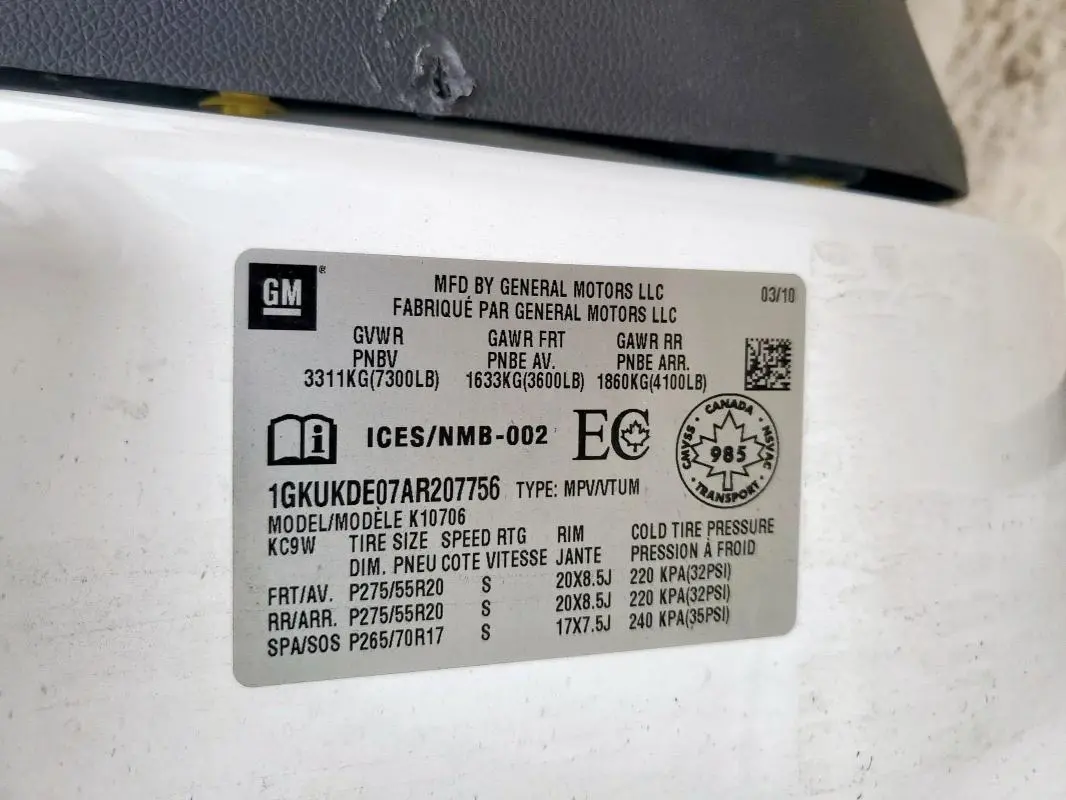 GM ®
MFD BY GENERAL MOTORS LLC 03/10
FABRIQUÉ PAR GENERAL MOTORS LLC
GVWR GAWR FRT GAWR RR
PNBV PNBE AV. PNBE ARR.
3311KG(7300LB) 1633KG(3600LB) 1860KG(4100LB)
i ICES/NMB-002 EC
CANADA
CMVSS 985 NSVAC
TRANSPORT
1GKUKDE07AR207756 TYPE: MPV/VTUM
MODEL/MODÈLE K10706
KC9W TIRE SIZE SPEED RTG RIM COLD TIRE PRESSURE
DIM. PNEU COTE VITESSE JANTE PRESSION À FROID
FRT/AV. P275/55R20 S 20X8.5J 220 KPA(32PSI)
RR/ARR. P275/55R20 S 20X8.5J 220 KPA(32PSI)
SPA/SOS P265/70R17 S 17X7.5J 240 KPA(35PSI)